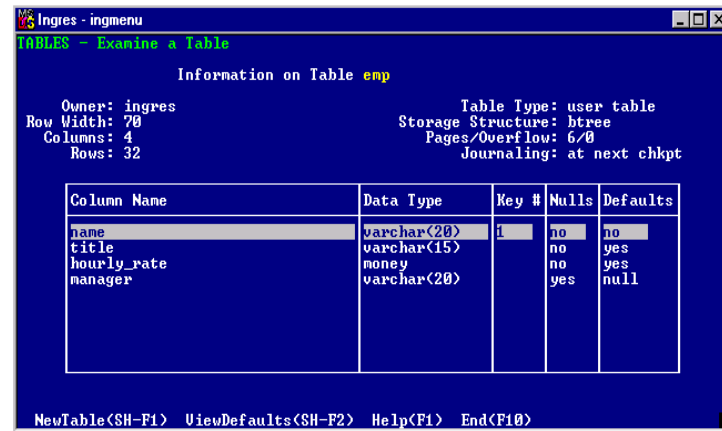 Ingres - ingmenu
TABLES - Examine a Table
Information on Table emp
Owner: ingres Table Type: user table
Row Width: 70 Storage Structure: btree
Columns: 4 Pages/Overflow: 6/0
Rows: 32 Journaling: at next chkpt
Column Name Data Type Key # Nulls Defaults
name varchar(20) 1 no no
title varchar(15) no yes
hourly_rate money no yes
manager varchar(20) yes null
NewTable(SH-F1) ViewDefaults(SH-F2) Help(F1) End(F10)